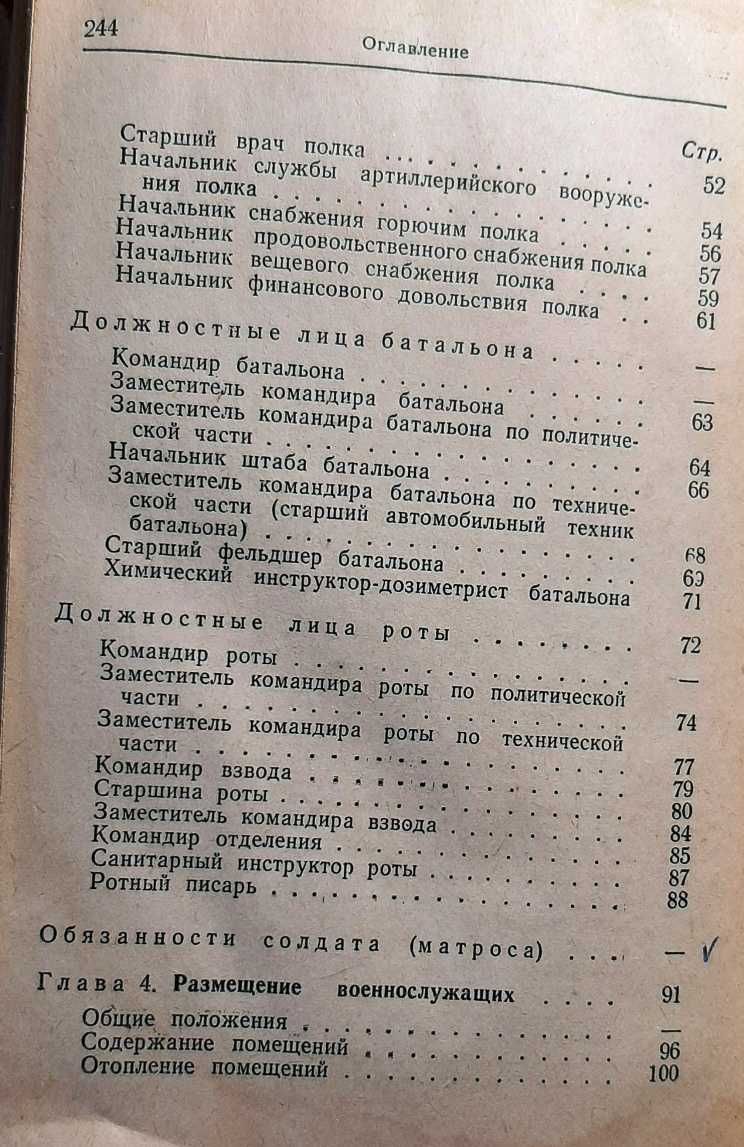 244
Оглавление
Стр.
Старший врач полка . . . . . . . . . . . . 52
Начальник службы артиллерийского вооруже-
ния полка . . . . . . . . . . . . . . . . 54
Начальник снабжения горючим полка . . . . . 56
Начальник продовольственного снабжения полка 57
Начальник вещевого снабжения полка . . . . 59
Начальник финансового довольствия полка . . 61
Должностные лица батальона . . . . . —
Командир батальона . . . . . . . . . . . . —
Заместитель командира батальона . . . . . . 63
Заместитель командира батальона по политиче-
ской части . . . . . . . . . . . . . . . . 64
Начальник штаба батальона . . . . . . . . . 66
Заместитель командира батальона по техниче-
ской части (старший автомобильный техник
батальона) . . . . . . . . . . . . . . . . 68
Старший фельдшер батальона . . . . . . . . 69
Химический инструктор-дозиметрист батальона 71
Должностные лица роты . . . . . . . 72
Командир роты . . . . . . . . . . . . . . —
Заместитель командира роты по политической
части . . . . . . . . . . . . . . . . . . 74
Заместитель командира роты по технической
части . . . . . . . . . . . . . . . . . . 77
Командир взвода . . . . . . . . . . . . . 79
Старшина роты . . . . . . . . . . . . . . 80
Заместитель командира взвода . . . . . . . 84
Командир отделения . . . . . . . . . . . . 85
Санитарный инструктор роты . . . . . . . . 87
Ротный писарь . . . . . . . . . . . . . . 88
Обязанности солдата (матроса) . . . . — ✓
Глава 4. Размещение военнослужащих . . . . 91
Общие положения . . . . . . . . . . . . . —
Содержание помещений . . . . . . . . . . . 96
Отопление помещений . . . . . . . . . . . 100